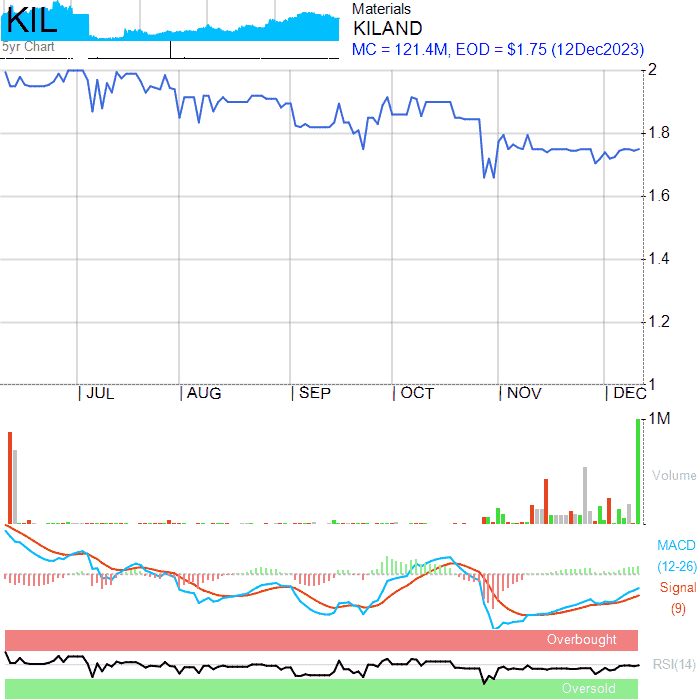 KIL
5yr Chart
Materials
KILAND
MC = 121.4M, EOD = $1.75 (12Dec2023)
2
1.8
1.6
1.4
1.2
1
JUL AUG SEP OCT NOV DEC
1M
Volume
MACD
(12-26)
Signal
(9)
Overbought
RSI(14)
Oversold